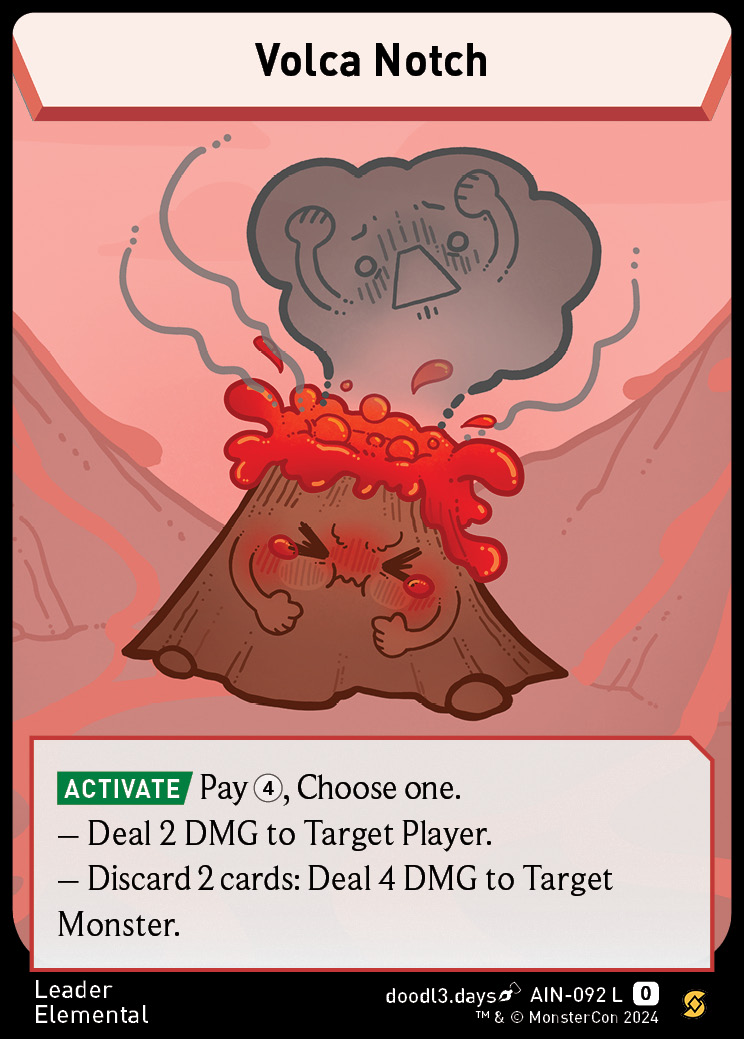 Volca Notch
ACTIVATE Pay 4, Choose one.
– Deal 2 DMG to Target Player.
– Discard 2 cards: Deal 4 DMG to Target
Monster.
Leader
Elemental
doodl3.days AIN-092 L 0
™ & © MonsterCon 2024